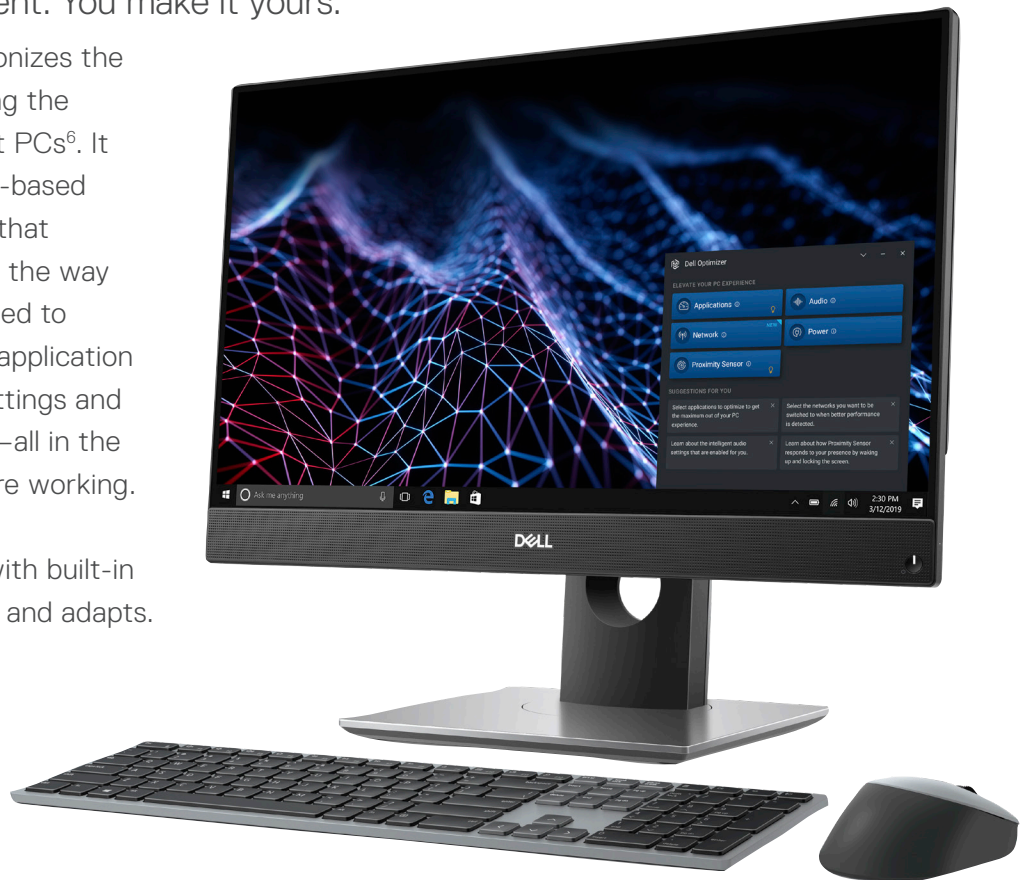 ent. You make it yours.
onizes the
ng the
t PCs⁶. It
-based
that
the way
ed to
application
ttings and
—all in the
re working.
with built-in
and adapts.
Dell Optimizer
ELEVATE YOUR PC EXPERIENCE
Applications
Audio
Network
NEW
Power
Proximity Sensor
SUGGESTIONS FOR YOU
Select applications to optimize to get
the maximum out of your PC
experience.
Select the networks you want to be
switched to when better performance
is detected.
Learn about the intelligent audio
settings that are enabled for you.
Learn about how Proximity Sensor
responds to your presence by waking
up and locking the screen.
Ask me anything
2:30 PM
3/12/2019
DELL